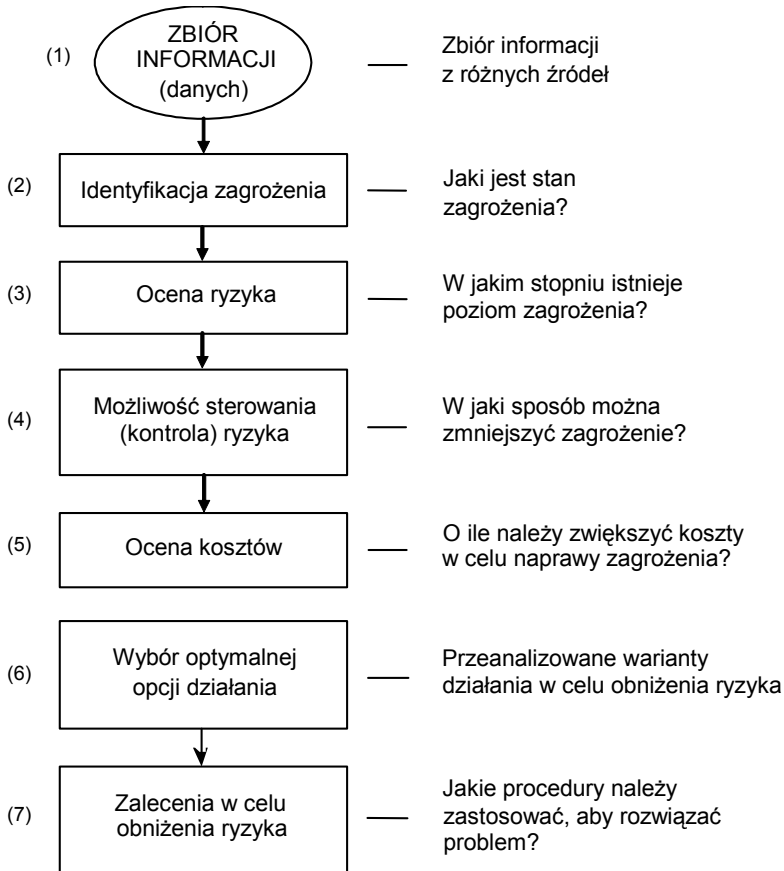 (1)
ZBIÓR
INFORMACJI
(danych)
Zbiór informacji
z różnych źródeł
(2)
Identyfikacja zagrożenia
Jaki jest stan
zagrożenia?
(3)
Ocena ryzyka
W jakim stopniu istnieje
poziom zagrożenia?
(4)
Możliwość sterowania
(kontrola) ryzyka
W jaki sposób można
zmniejszyć zagrożenie?
(5)
Ocena kosztów
O ile należy zwiększyć koszty
w celu naprawy zagrożenia?
(6)
Wybór optymalnej
opcji działania
Przeanalizowane warianty
działania w celu obniżenia ryzyka
(7)
Zalecenia w celu
obniżenia ryzyka
Jakie procedury należy
zastosować, aby rozwiązać
problem?